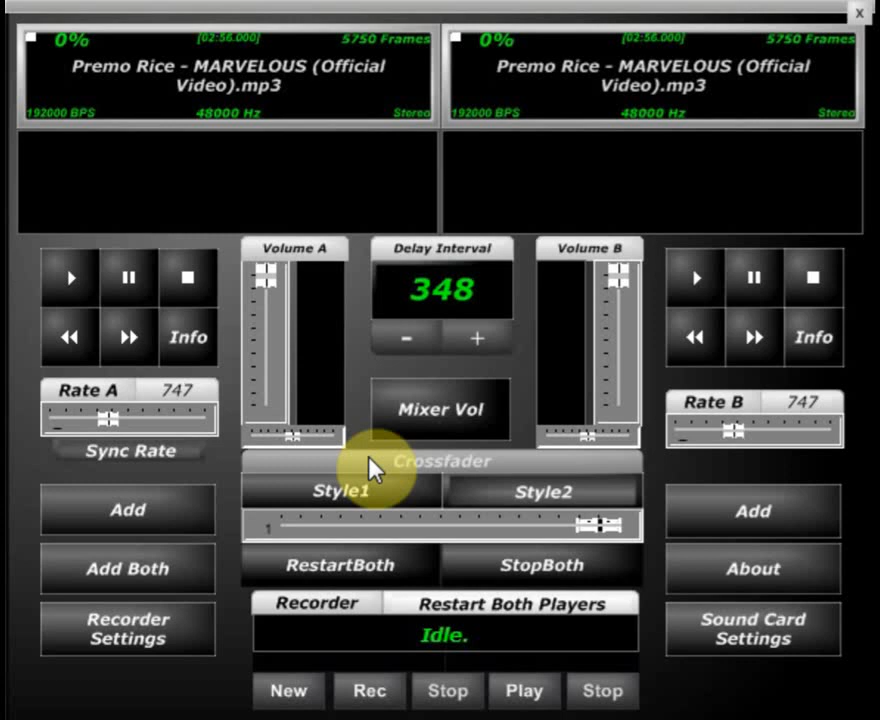 x
0% [02:56.000] 5750 Frames
Premo Rice - MARVELOUS (Official
Video).mp3
192000 BPS 48000 Hz Stereo
0% [02:56.000] 5750 Frames
Premo Rice - MARVELOUS (Official
Video).mp3
192000 BPS 48000 Hz Stereo
Volume A
Delay Interval
Volume B
348
- +
Info
Info
Rate A 747
Rate B 747
Mixer Vol
Sync Rate
Crossfader
Style1
Style2
1
Add
Add
Add Both
RestartBoth
StopBoth
About
Recorder
Settings
Recorder
Restart Both Players
Idle.
Sound Card
Settings
New
Rec
Stop
Play
Stop